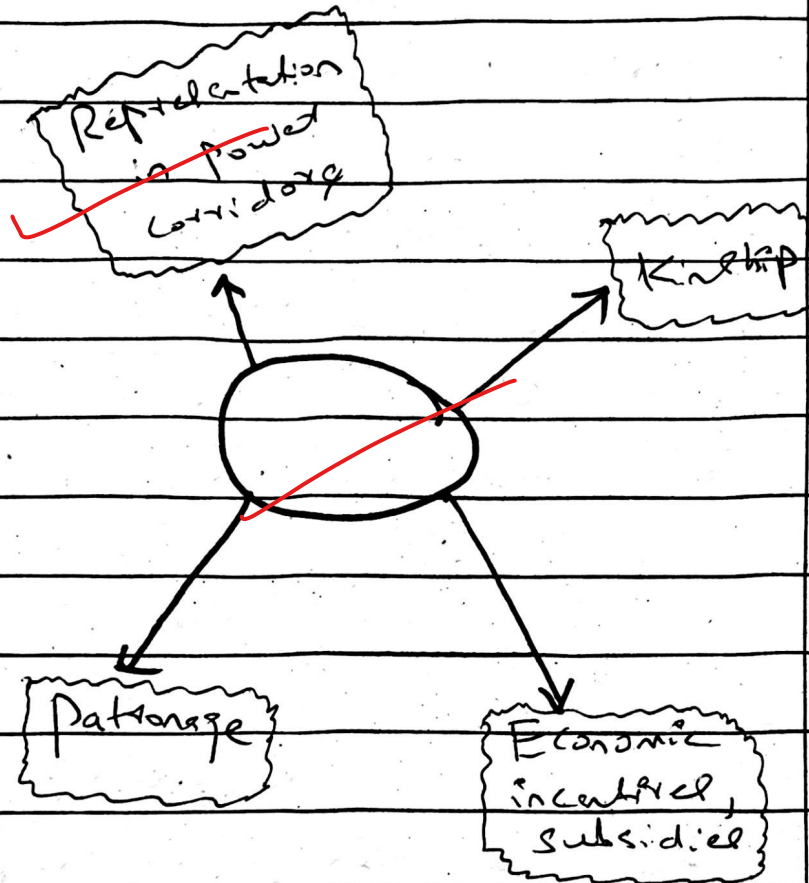 Representation
in Power
corridors
Kinship
Patronage
Economic
incentives,
subsidies